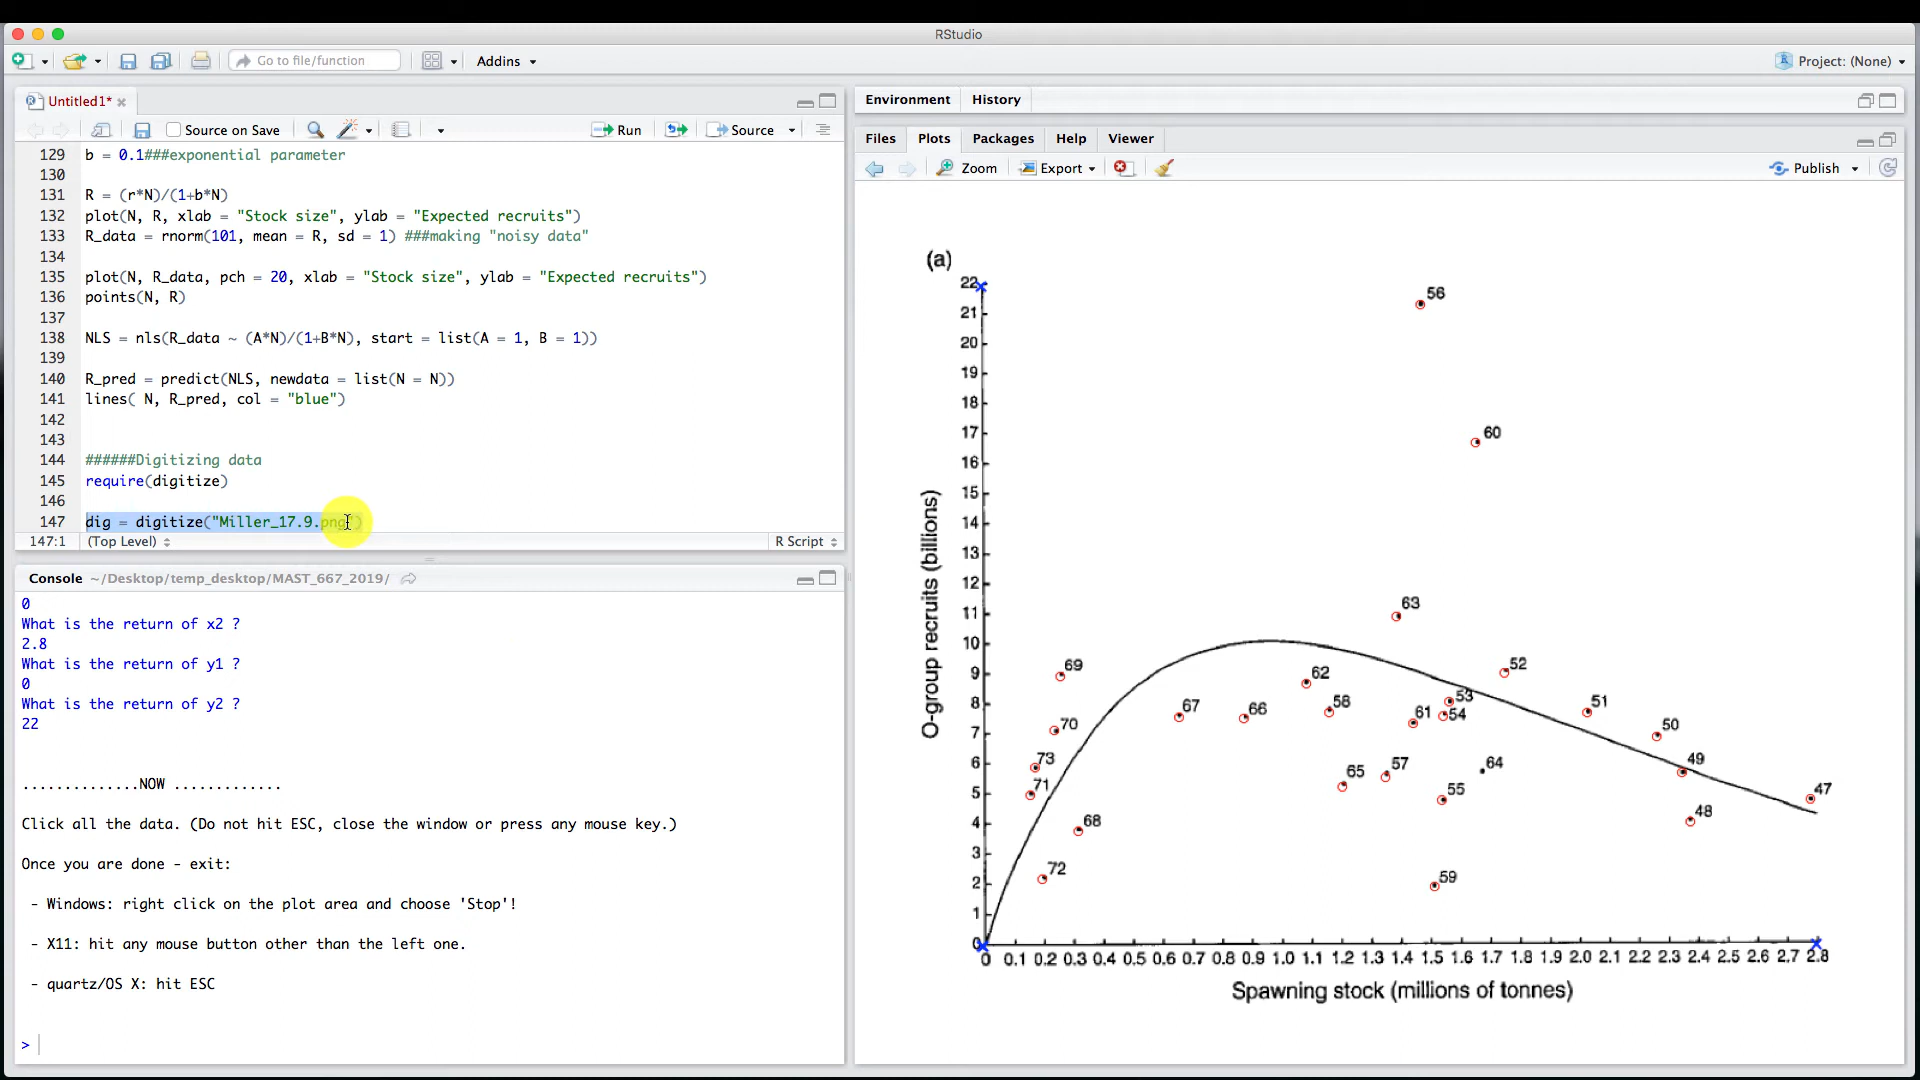 RStudio
Go to file/function
Addins
Project: (None)
Untitled1*
Source on Save
Run
Source
129 b = 0.1###exponential parameter
130
131 R = (r*N)/(1+b*N)
132 plot(N, R, xlab = "Stock size", ylab = "Expected recruits")
133 R_data = rnorm(101, mean = R, sd = 1) ###making "noisy data"
134
135 plot(N, R_data, pch = 20, xlab = "Stock size", ylab = "Expected recruits")
136 points(N, R)
137
138 NLS = nls(R_data ~ (A*N)/(1+B*N), start = list(A = 1, B = 1))
139
140 R_pred = predict(NLS, newdata = list(N = N))
141 lines( N, R_pred, col = "blue")
142
143
144 ######Digitizing data
145 require(digitize)
146
147 dig = digitize("Miller_17.9.png")
147:1 (Top Level) R Script
Console ~/Desktop/temp_desktop/MAST_667_2019/
0
What is the return of x2 ?
2.8
What is the return of y1 ?
0
What is the return of y2 ?
22
..............NOW .............
Click all the data. (Do not hit ESC, close the window or press any mouse key.)
Once you are done - exit:
- Windows: right click on the plot area and choose 'Stop'!
- X11: hit any mouse button other than the left one.
- quartz/OS X: hit ESC
>
Environment History
Files Plots Packages Help Viewer
Zoom Export Publish
(a)
22
21
20
19
18
17
16
15
14
13
12
11
10
9
8
7
6
5
4
3
2
1
0
O-group recruits (billions)
56
60
63
69
62
52
67
66
58
53
61
54
51
70
50
73
65
57
64
49
71
55
47
68
48
72
59
0 0.1 0.2 0.3 0.4 0.5 0.6 0.7 0.8 0.9 1.0 1.1 1.2 1.3 1.4 1.5 1.6 1.7 1.8 1.9 2.0 2.1 2.2 2.3 2.4 2.5 2.6 2.7 2.8
Spawning stock (millions of tonnes)